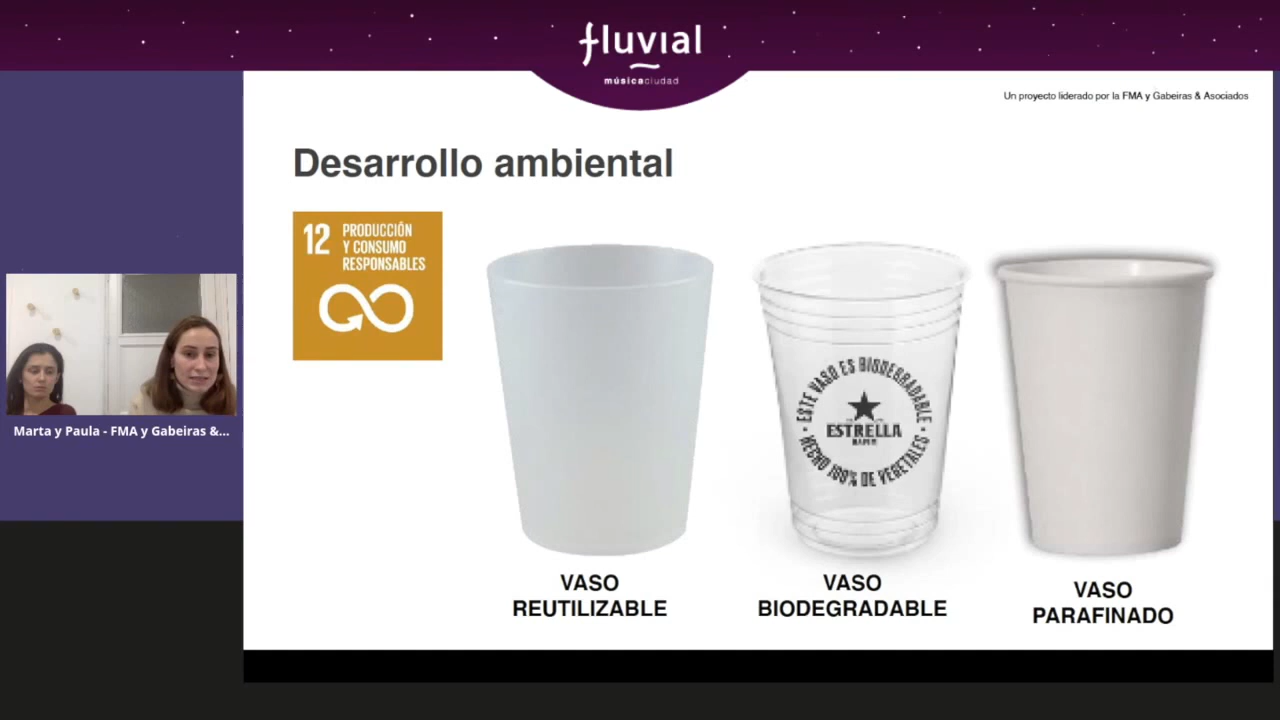 fluvial
músicaciudad
Un proyecto liderado por la FMA y Gabeiras & Asociados
Desarrollo ambiental
12 PRODUCCIÓN
Y CONSUMO
RESPONSABLES
ESTE VASO ES BIODEGRADABLE
ESTRELLA
HECHO 100% DE VEGETALES
Marta y Paula - FMA y Gabeiras &...
VASO
REUTILIZABLE
VASO
BIODEGRADABLE
VASO
PARAFINADO